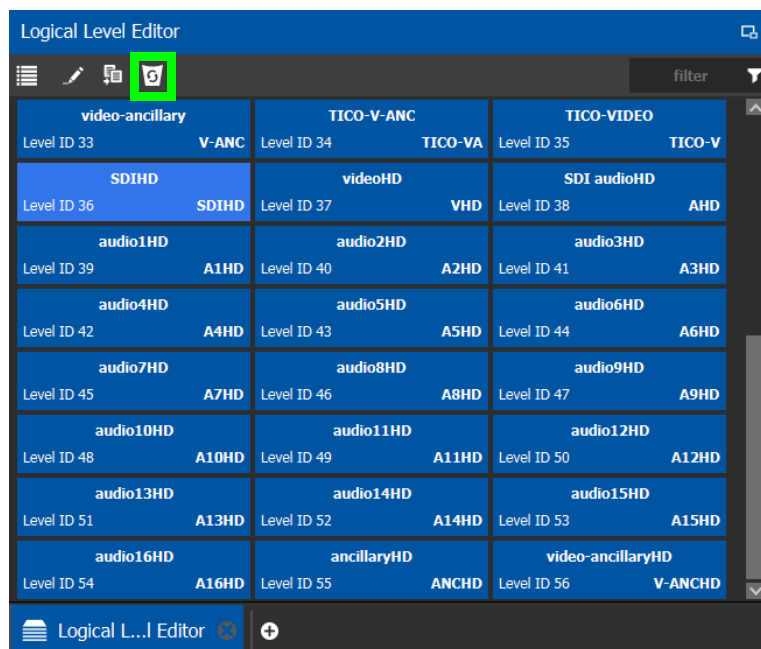 Logical Level Editor
filter
video-ancillary TICO-V-ANC TICO-VIDEO
Level ID 33 V-ANC Level ID 34 TICO-VA Level ID 35 TICO-V
SDIHD videoHD SDI audioHD
Level ID 36 SDIHD Level ID 37 VHD Level ID 38 AHD
audio1HD audio2HD audio3HD
Level ID 39 A1HD Level ID 40 A2HD Level ID 41 A3HD
audio4HD audio5HD audio6HD
Level ID 42 A4HD Level ID 43 A5HD Level ID 44 A6HD
audio7HD audio8HD audio9HD
Level ID 45 A7HD Level ID 46 A8HD Level ID 47 A9HD
audio10HD audio11HD audio12HD
Level ID 48 A10HD Level ID 49 A11HD Level ID 50 A12HD
audio13HD audio14HD audio15HD
Level ID 51 A13HD Level ID 52 A14HD Level ID 53 A15HD
audio16HD ancillaryHD video-ancillaryHD
Level ID 54 A16HD Level ID 55 ANCHD Level ID 56 V-ANCHD
Logical L...l Editor